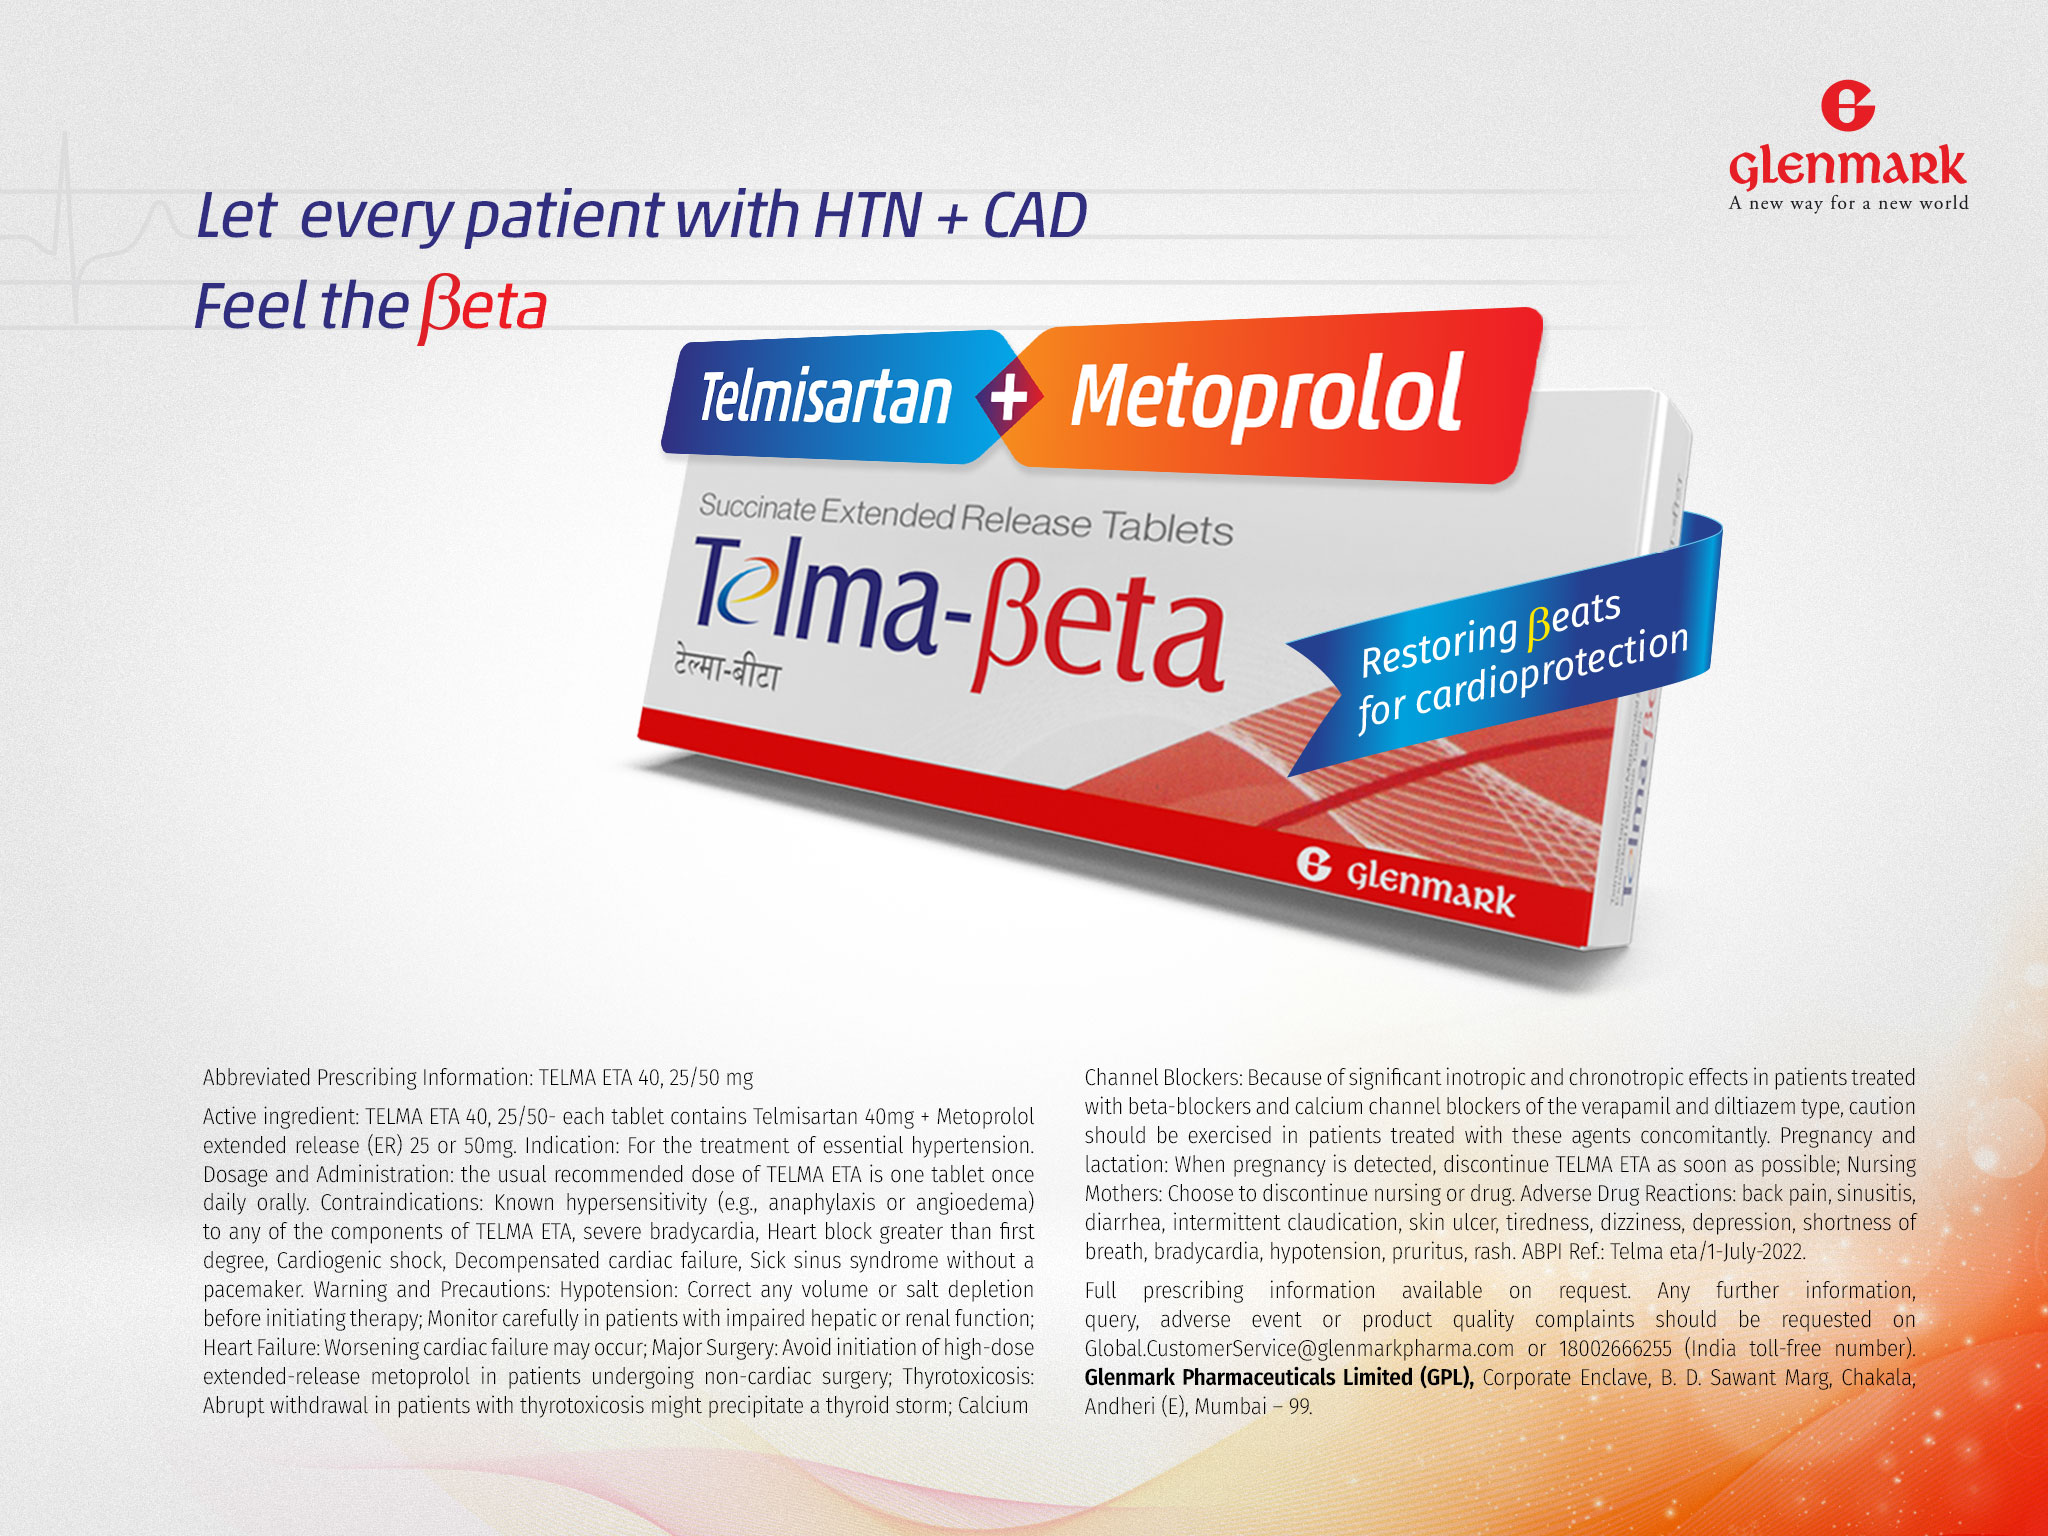 Glenmark
A new way for a new world
Let every patient with HTN + CAD
Feel the βeta
Telmisartan + Metoprolol
Succinate Extended Release Tablets
Telma-βeta
टेल्मा-बीटा
Restoring βeats
for cardioprotection
Glenmark
Abbreviated Prescribing Information: TELMA ETA 40, 25/50 mg
Active ingredient: TELMA ETA 40, 25/50- each tablet contains Telmisartan 40mg + Metoprolol
extended release (ER) 25 or 50mg. Indication: For the treatment of essential hypertension.
Dosage and Administration: the usual recommended dose of TELMA ETA is one tablet once
daily orally. Contraindications: Known hypersensitivity (e.g., anaphylaxis or angioedema)
to any of the components of TELMA ETA, severe bradycardia, Heart block greater than first
degree, Cardiogenic shock, Decompensated cardiac failure, Sick sinus syndrome without a
pacemaker. Warning and Precautions: Hypotension: Correct any volume or salt depletion
before initiating therapy; Monitor carefully in patients with impaired hepatic or renal function;
Heart Failure: Worsening cardiac failure may occur; Major Surgery: Avoid initiation of high-dose
extended-release metoprolol in patients undergoing non-cardiac surgery; Thyrotoxicosis:
Abrupt withdrawal in patients with thyrotoxicosis might precipitate a thyroid storm; Calcium
Channel Blockers: Because of significant inotropic and chronotropic effects in patients treated
with beta-blockers and calcium channel blockers of the verapamil and diltiazem type, caution
should be exercised in patients treated with these agents concomitantly. Pregnancy and
lactation: When pregnancy is detected, discontinue TELMA ETA as soon as possible; Nursing
Mothers: Choose to discontinue nursing or drug. Adverse Drug Reactions: back pain, sinusitis,
diarrhea, intermittent claudication, skin ulcer, tiredness, dizziness, depression, shortness of
breath, bradycardia, hypotension, pruritus, rash. ABPI Ref.: Telma eta/1-July-2022.
Full prescribing information available on request. Any further information,
query, adverse event or product quality complaints should be requested on
Global.CustomerService@glenmarkpharma.com or 18002666255 (India toll-free number).
Glenmark Pharmaceuticals Limited (GPL), Corporate Enclave, B. D. Sawant Marg, Chakala,
Andheri (E), Mumbai – 99.